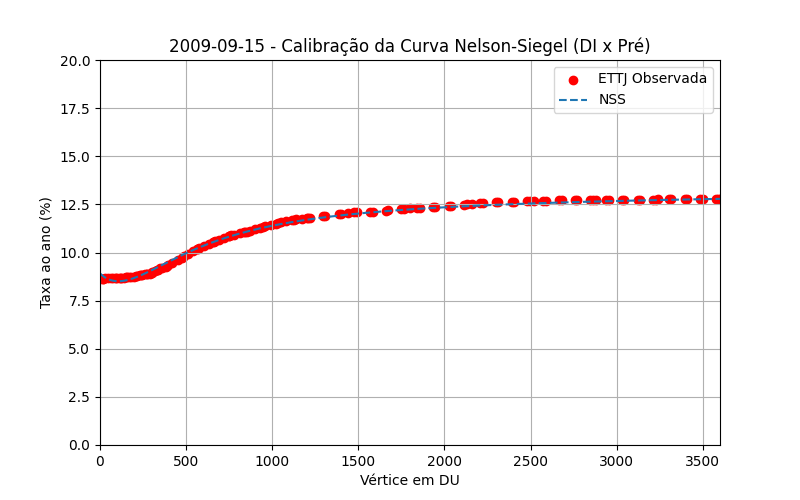 2009-09-15 - Calibração da Curva Nelson-Siegel (DI x Pré)
ETTJ Observada
NSS
Taxa ao ano (%)
20.0
17.5
15.0
12.5
10.0
7.5
5.0
2.5
0.0
0 500 1000 1500 2000 2500 3000 3500
Vértice em DU